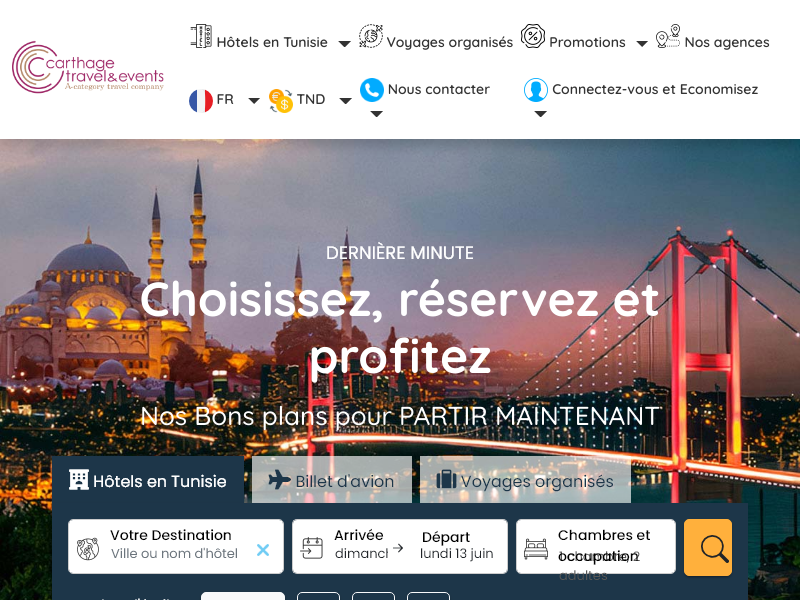 carthage
travel&events
A-category travel company
Hôtels en Tunisie
Voyages organisés
Promotions
Nos agences
FR
TND
Nous contacter
Connectez-vous et Economisez
DERNIÈRE MINUTE
Choisissez, réservez et
profitez
Nos Bons plans pour PARTIR MAINTENANT
Hôtels en Tunisie
Billet d'avion
Voyages organisés
Votre Destination
Ville ou nom d'hôtel
Arrivée
dimanch
Départ
lundi 13 juin
Chambres et
occupation
1 chambre, 2
adultes